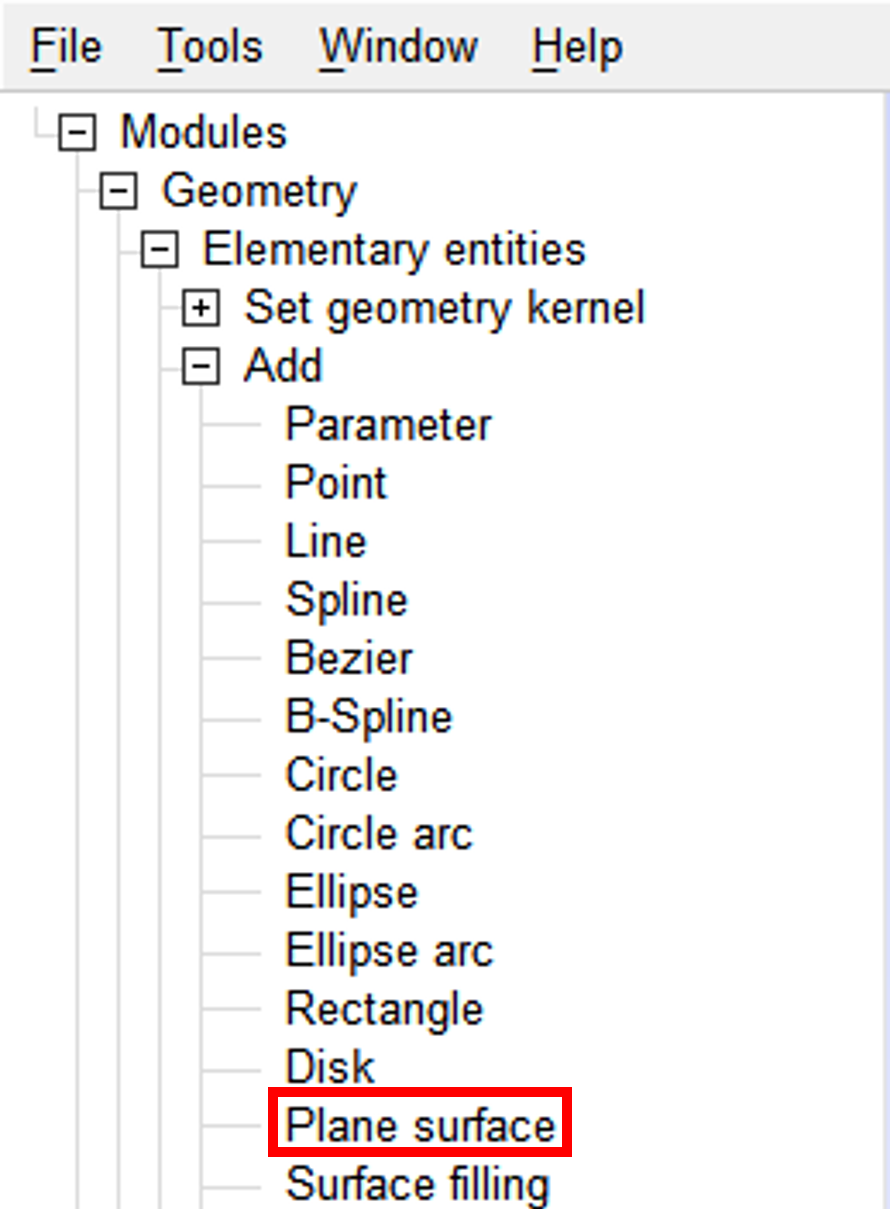 File Tools Window Help
Modules
Geometry
Elementary entities
Set geometry kernel
Add
Parameter
Point
Line
Spline
Bezier
B-Spline
Circle
Circle arc
Ellipse
Ellipse arc
Rectangle
Disk
Plane surface
Surface filling